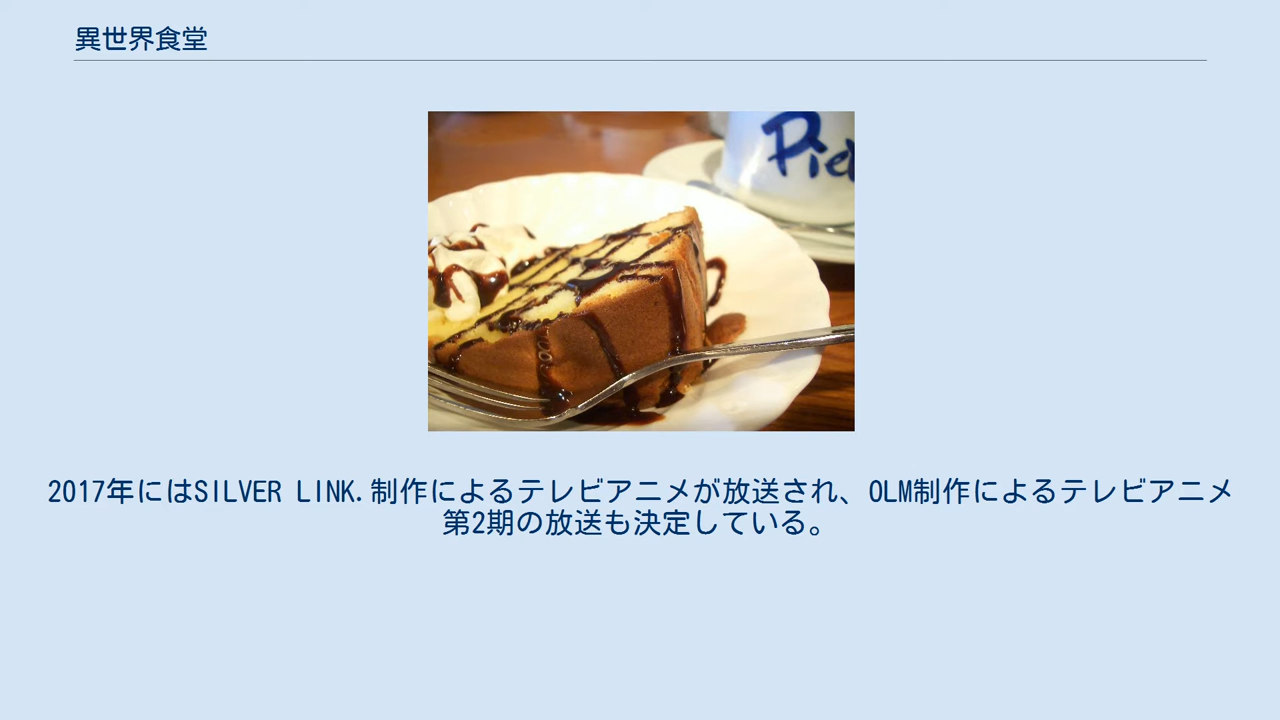 異世界食堂
2017年にはSILVER LINK.制作によるテレビアニメが放送され、OLM制作によるテレビアニメ
第2期の放送も決定している。